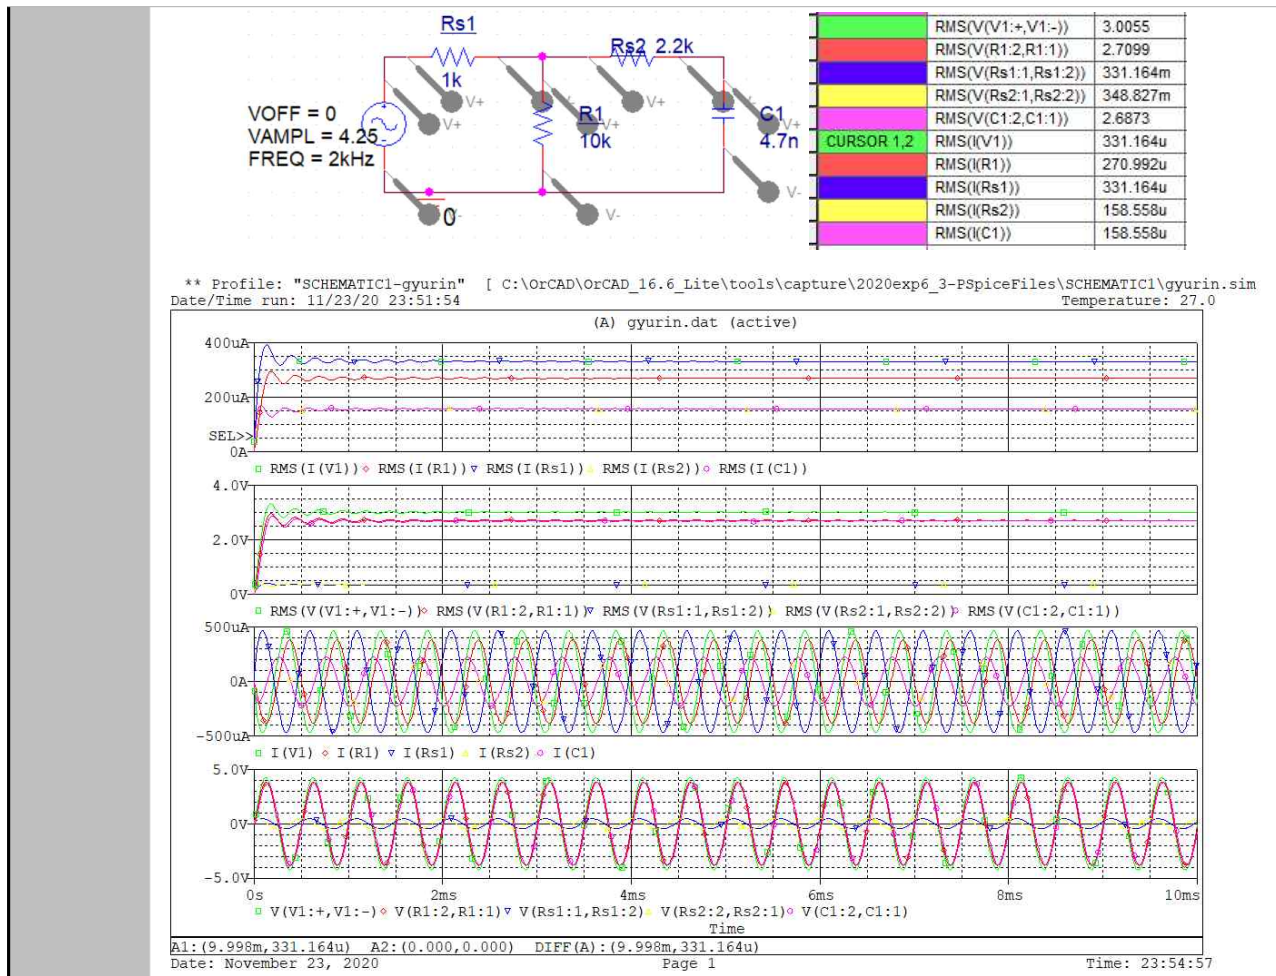 Rs1
1k
Rs2 2.2k
V+
V+
V+
V-
V+
V+
VOFF = 0
VAMPL = 4.25
FREQ = 2kHz
R1
10k
C1
4.7n
V-
V-
V-
0
RMS(V(V1:+,V1:-)) 3.0055
RMS(V(R1:2,R1:1)) 2.7099
RMS(V(Rs1:1,Rs1:2)) 331.164m
RMS(V(Rs2:1,Rs2:2)) 348.827m
RMS(V(C1:2,C1:1)) 2.6873
CURSOR 1,2 RMS(I(V1)) 331.164u
RMS(I(R1)) 270.992u
RMS(I(Rs1)) 331.164u
RMS(I(Rs2)) 158.558u
RMS(I(C1)) 158.558u
** Profile: "SCHEMATIC1-gyurin" [ C:\OrCAD\OrCAD_16.6_Lite\tools\capture\2020exp6_3-PSpiceFiles\SCHEMATIC1\gyurin.sim
Date/Time run: 11/23/20 23:51:54 Temperature: 27.0
(A) gyurin.dat (active)
400uA
200uA
SEL>>
0A
RMS(I(V1)) RMS(I(R1)) RMS(I(Rs1)) RMS(I(Rs2)) RMS(I(C1))
4.0V
2.0V
0V
RMS(V(V1:+,V1:-)) RMS(V(R1:2,R1:1)) RMS(V(Rs1:1,Rs1:2)) RMS(V(Rs2:1,Rs2:2)) RMS(V(C1:2,C1:1))
500uA
0A
-500uA
I(V1) I(R1) I(Rs1) I(Rs2) I(C1)
5.0V
0V
-5.0V
0s 2ms 4ms 6ms 8ms 10ms
V(V1:+,V1:-) V(R1:2,R1:1) V(Rs1:1,Rs1:2) V(Rs2:2,Rs2:1) V(C1:2,C1:1)
Time
A1:(9.998m,331.164u) A2:(0.000,0.000) DIFF(A):(9.998m,331.164u)
Date: November 23, 2020 Page 1 Time: 23:54:57